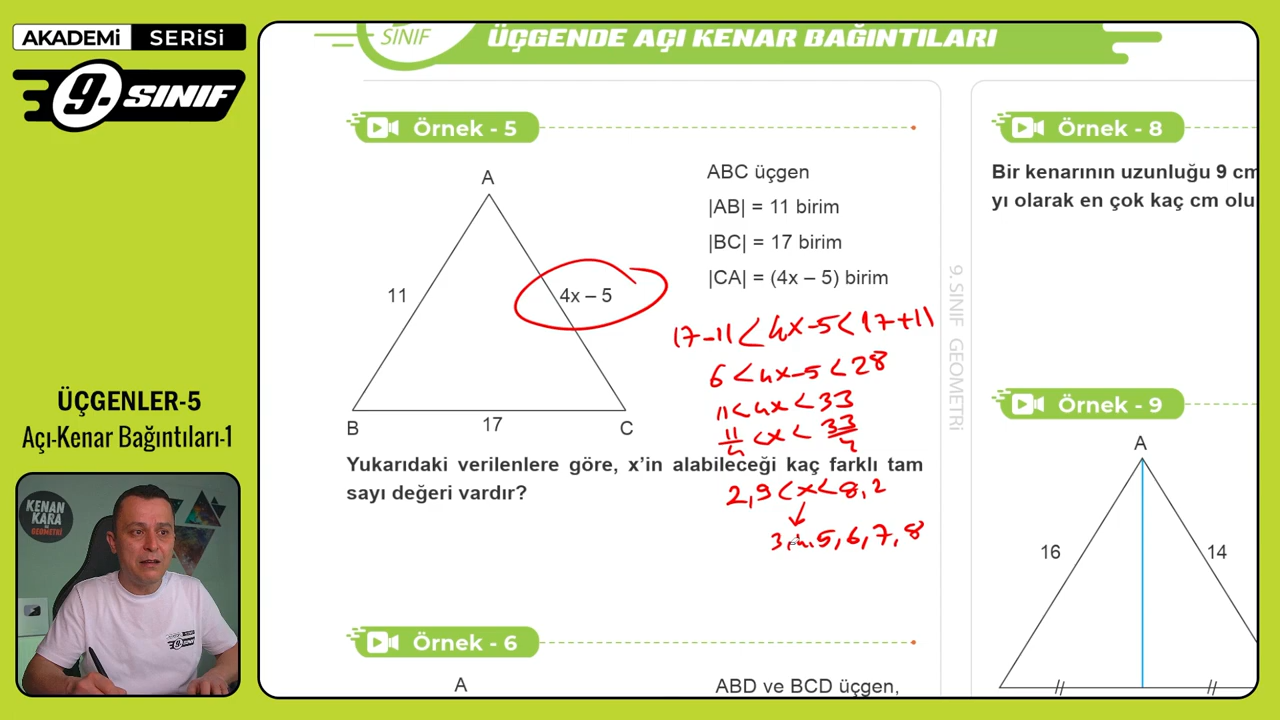 AKADEMİ SERİSİ
9. SINIF
ÜÇGENLER-5
Açı-Kenar Bağıntıları-1
KENAN
KARA
ile
GEOMETRİ
SINIF
ÜÇGENDE AÇI KENAR BAĞINTILARI
Örnek - 5
A
11
4x – 5
B
17
C
ABC üçgen
|AB| = 11 birim
|BC| = 17 birim
|CA| = (4x – 5) birim
17-11 < 4x-5 < 17+11
6 < 4x-5 < 28
11 < 4x < 33
11/4 < x < 33/4
Yukarıdaki verilenlere göre, x'in alabileceği kaç farklı tam
sayı değeri vardır?
2,9 < x < 8,2
3,4,5,6,7,8
Örnek - 6
A
ABD ve BCD üçgen,
9. SINIF GEOMETRİ
Örnek - 8
Bir kenarının uzunluğu 9 cm
yı olarak en çok kaç cm olu
Örnek - 9
A
16
14